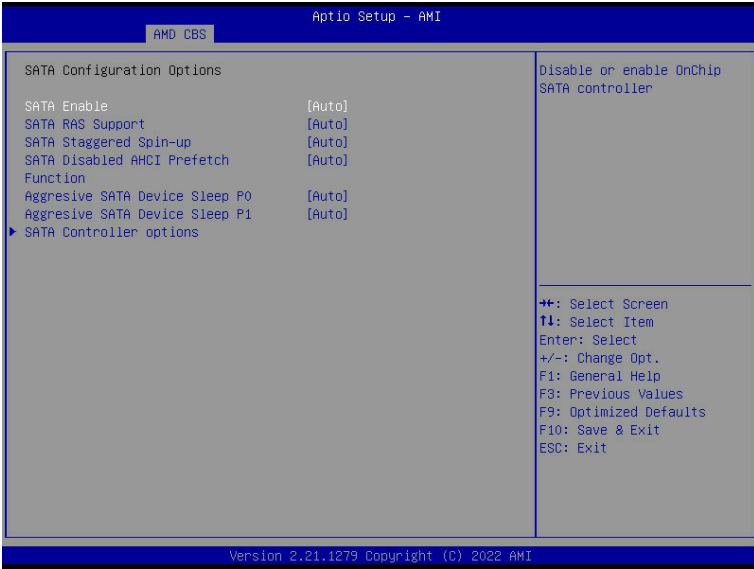 Aptio Setup - AMI
AMD CBS
SATA Configuration Options
SATA Enable [Auto]
SATA RAS Support [Auto]
SATA Staggered Spin-up [Auto]
SATA Disabled AHCI Prefetch [Auto]
Function
Aggresive SATA Device Sleep P0 [Auto]
Aggresive SATA Device Sleep P1 [Auto]
SATA Controller options
Disable or enable OnChip
SATA controller
→←: Select Screen
↑↓: Select Item
Enter: Select
+/-: Change Opt.
F1: General Help
F3: Previous Values
F9: Optimized Defaults
F10: Save & Exit
ESC: Exit
Version 2.21.1279 Copyright (C) 2022 AMI